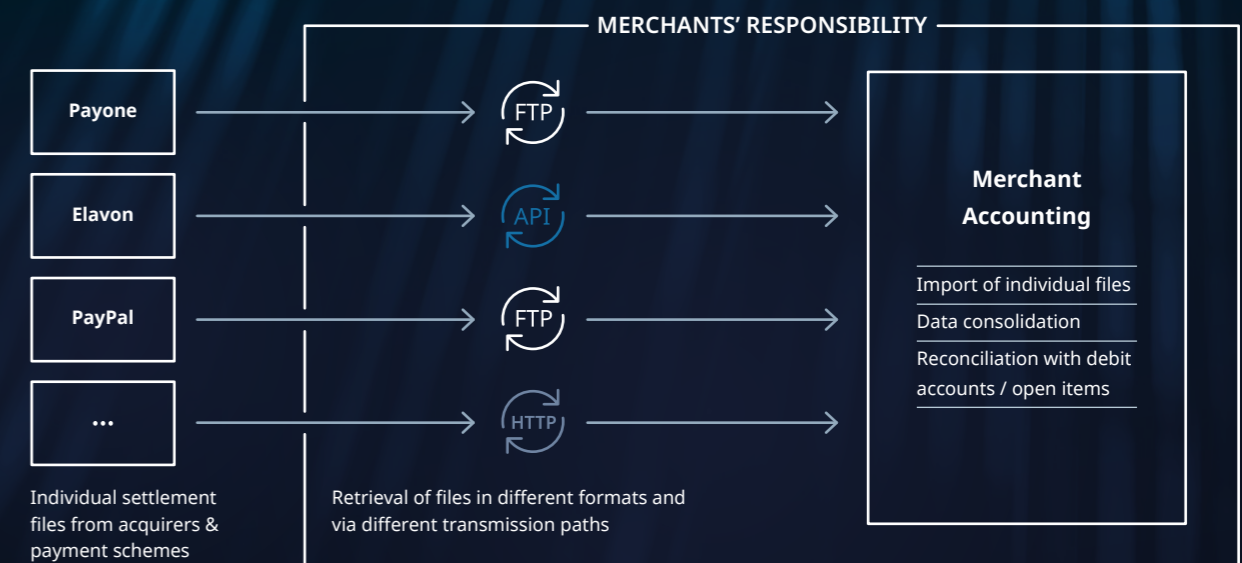 MERCHANTS’ RESPONSIBILITY
Payone
FTP
Elavon
API
PayPal
FTP
...
HTTP
Merchant
Accounting
Import of individual files
Data consolidation
Reconciliation with debit
accounts / open items
Individual settlement
files from acquirers &
payment schemes
Retrieval of files in different formats and
via different transmission paths